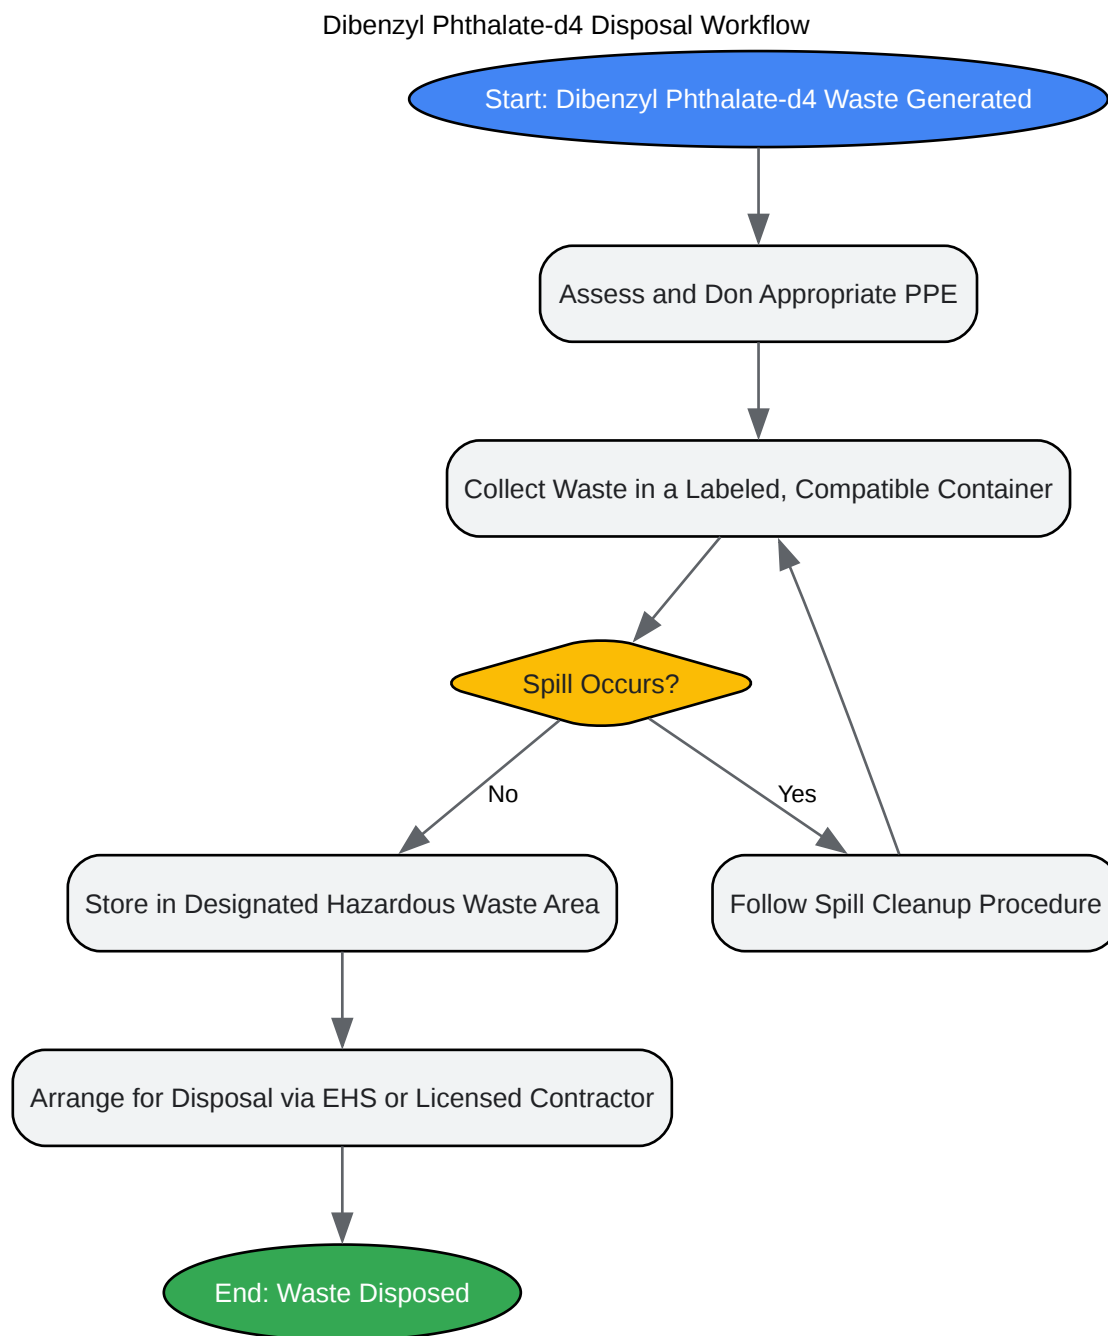 Dibenzyl Phthalate-d4 Disposal Workflow
Start: Dibenzyl Phthalate-d4 Waste Generated
Assess and Don Appropriate PPE
Collect Waste in a Labeled, Compatible Container
Spill Occurs?
No
Yes
Store in Designated Hazardous Waste Area
Follow Spill Cleanup Procedure
Arrange for Disposal via EHS or Licensed Contractor
End: Waste Disposed